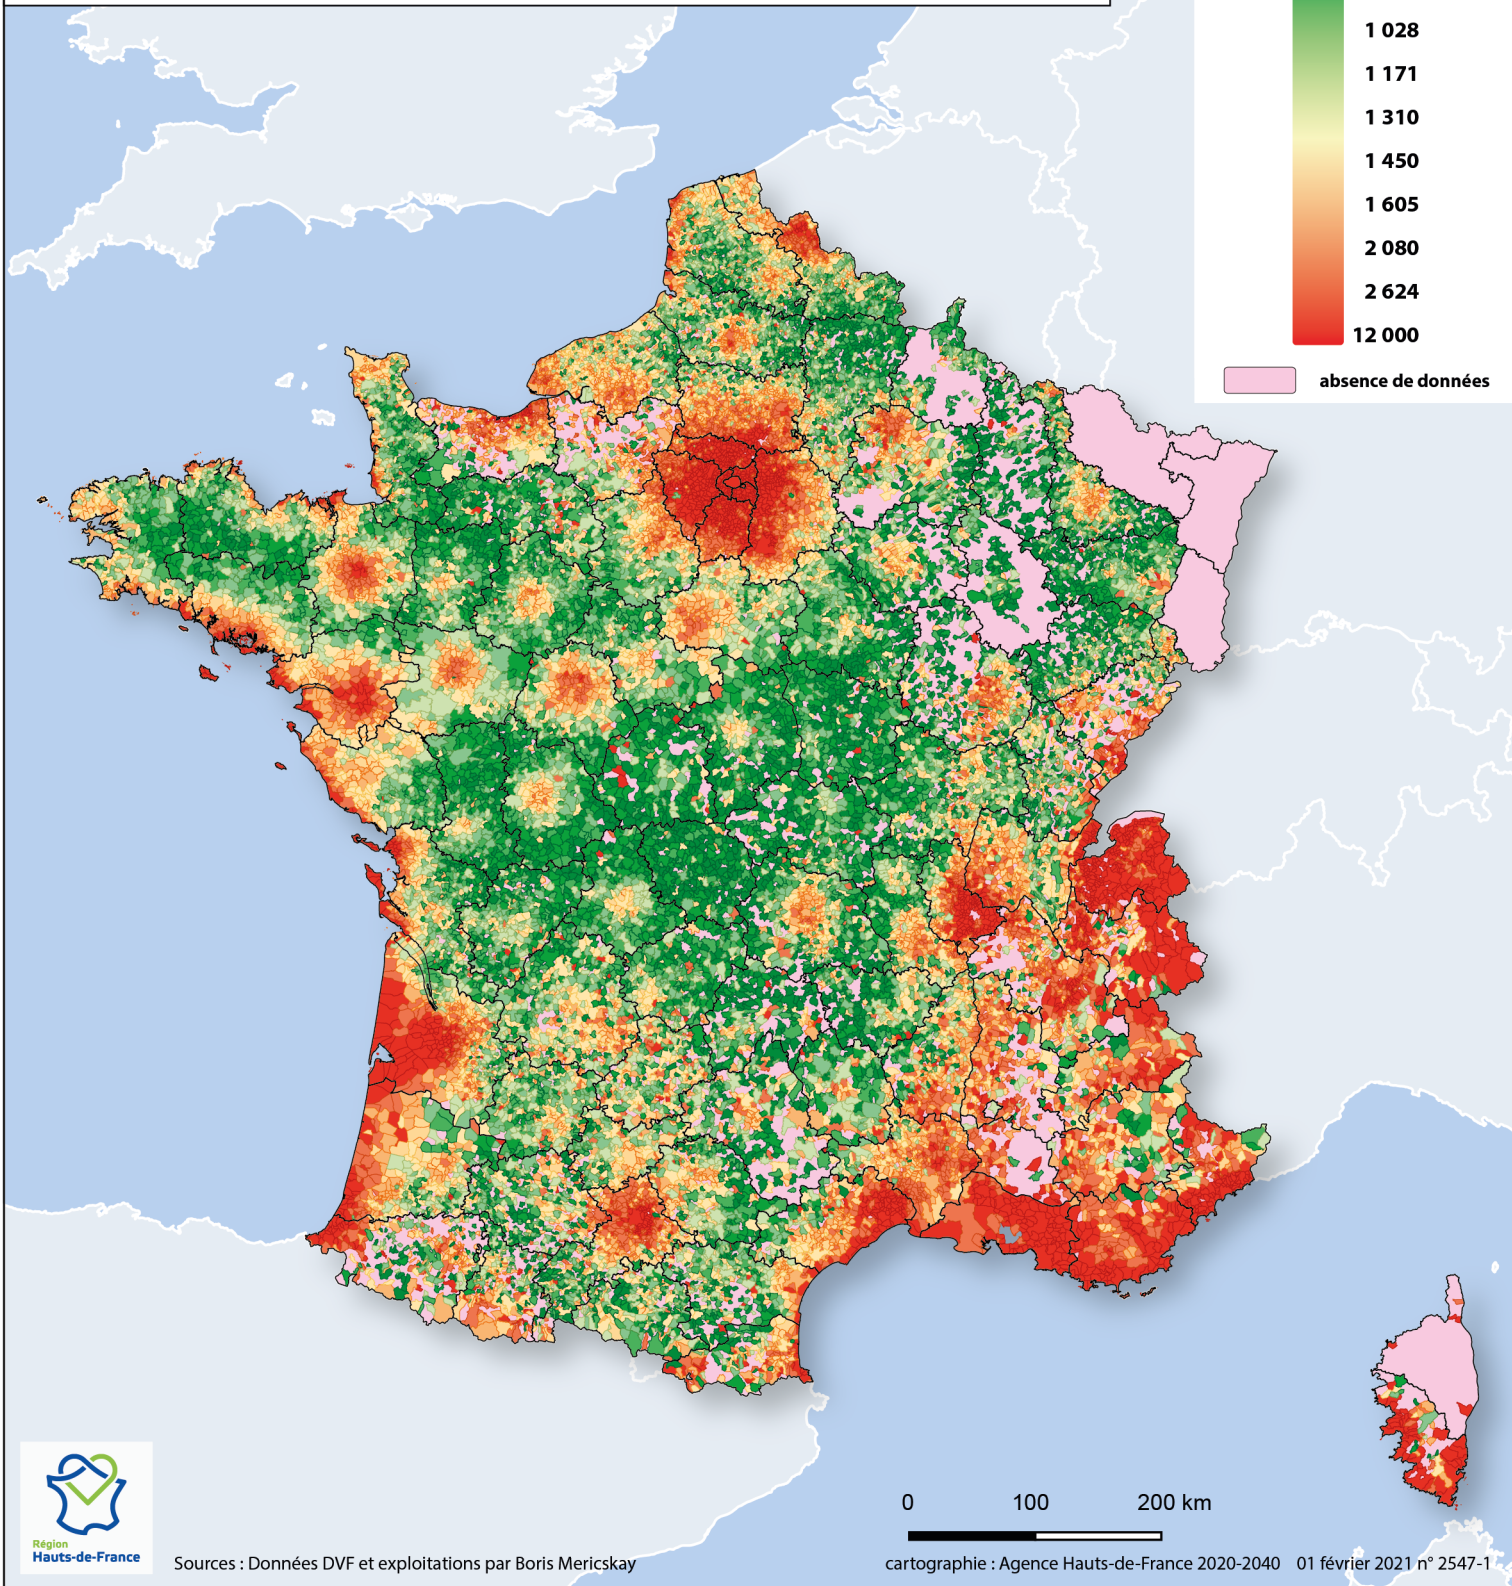 1 028
1 171
1 310
1 450
1 605
2 080
2 624
12 000
absence de données
0 100 200 km
Région
Hauts-de-France
Sources : Données DVF et exploitations par Boris Mericskay
cartographie : Agence Hauts-de-France 2020-2040 01 février 2021 n° 2547-1